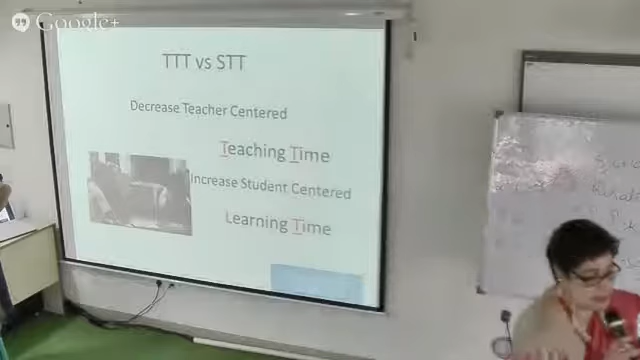 Google+
TTT vs STT
Decrease Teacher Centered
Teaching Time
Increase Student Centered
Learning Time